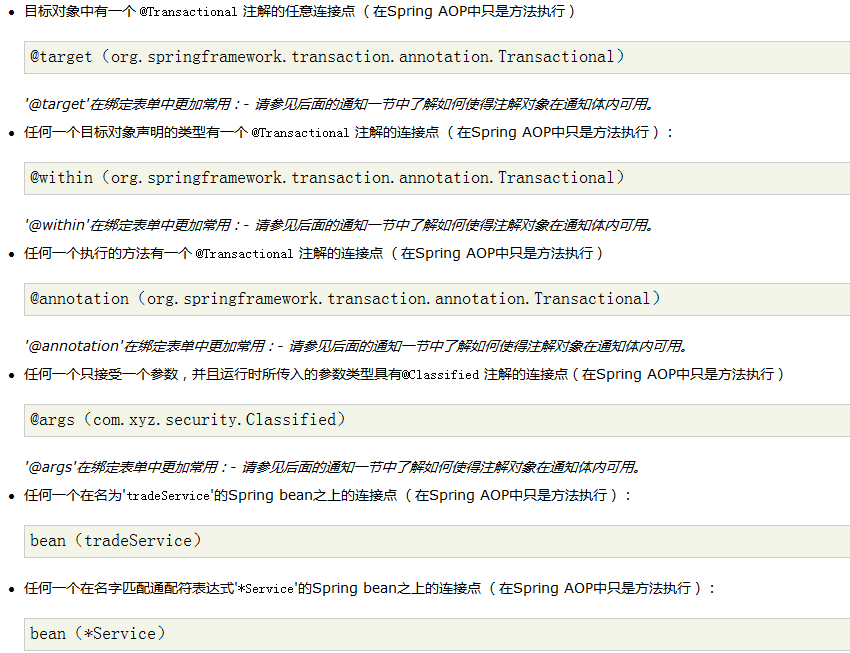 目标对象中有一个 @Transactional 注解的任意连接点（在Spring AOP中只是方法执行）
@target（org.springframework.transaction.annotation.Transactional）
'@target'在绑定表单中更加常用：- 请参见后面的通知一节中了解如何使得注解对象在通知体内可用。
任何一个目标对象声明的类型有一个 @Transactional 注解的连接点（在Spring AOP中只是方法执行）：
@within（org.springframework.transaction.annotation.Transactional）
'@within'在绑定表单中更加常用：- 请参见后面的通知一节中了解如何使得注解对象在通知体内可用。
任何一个执行的方法有一个 @Transactional 注解的连接点（在Spring AOP中只是方法执行）
@annotation（org.springframework.transaction.annotation.Transactional）
'@annotation'在绑定表单中更加常用：- 请参见后面的通知一节中了解如何使得注解对象在通知体内可用。
任何一个只接受一个参数，并且运行时所传入的参数类型具有@Classified 注解的连接点（在Spring AOP中只是方法执行）
@args（com.xyz.security.Classified）
'@args'在绑定表单中更加常用：- 请参见后面的通知一节中了解如何使得注解对象在通知体内可用。
任何一个在名为'tradeService'的Spring bean之上的连接点（在Spring AOP中只是方法执行）：
bean（tradeService）
任何一个在名字匹配通配符表达式'*Service'的Spring bean之上的连接点（在Spring AOP中只是方法执行）：
bean（*Service）